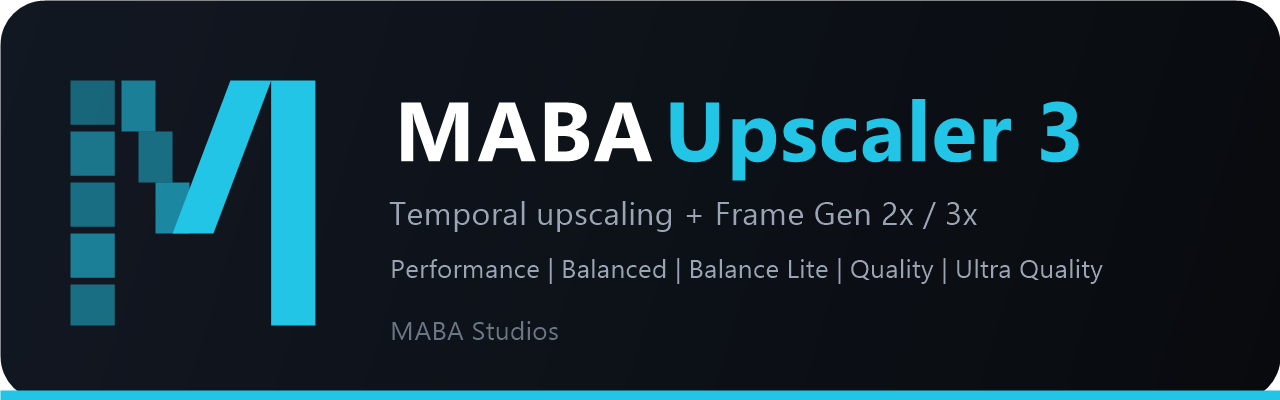 MABA Upscaler 3
Temporal upscaling + Frame Gen 2x / 3x
Performance | Balanced | Balance Lite | Quality | Ultra Quality
MABA Studios